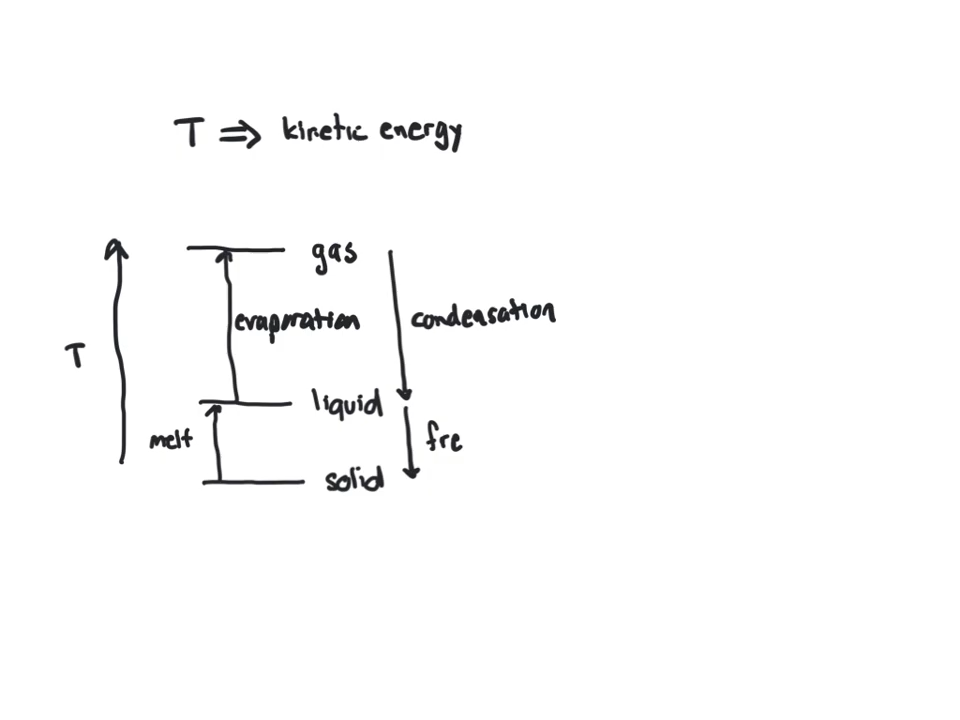 T ⇒ kinetic energy
gas
evaporation
condensation
T
liquid
melt
fre
solid